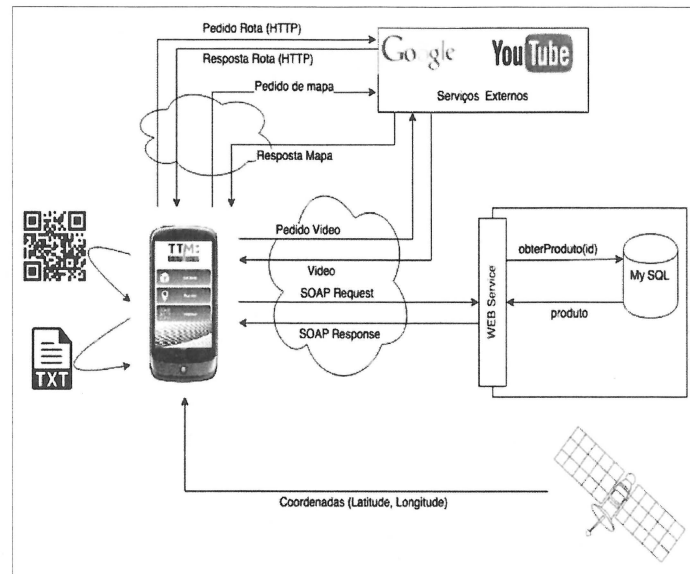 Pedido Rota (HTTP)
Resposta Rota (HTTP)
Pedido de mapa
Google
YouTube
Serviços Externos
Resposta Mapa
TTM:
Pedido Video
Video
SOAP Request
SOAP Response
WEB Service
obterProduto(id)
My SQL
produto
TXT
Coordenadas (Latitude, Longitude)